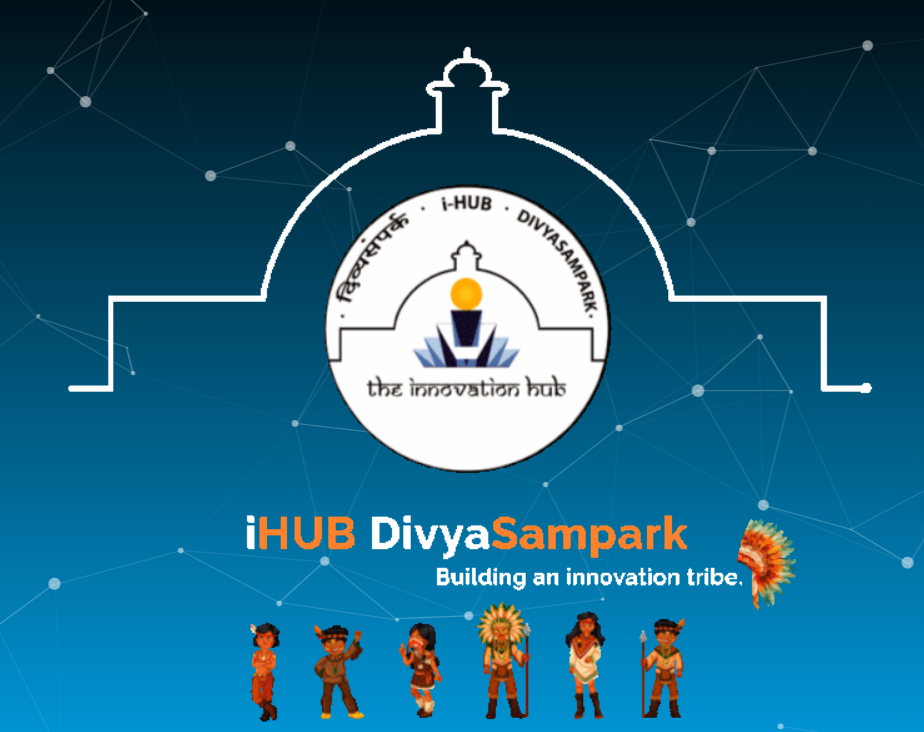 दिव्यसंपर्क · i-HUB · DIVYASAMPARK ·
the innovation hub
iHUB DivyaSampark
Building an innovation tribe.